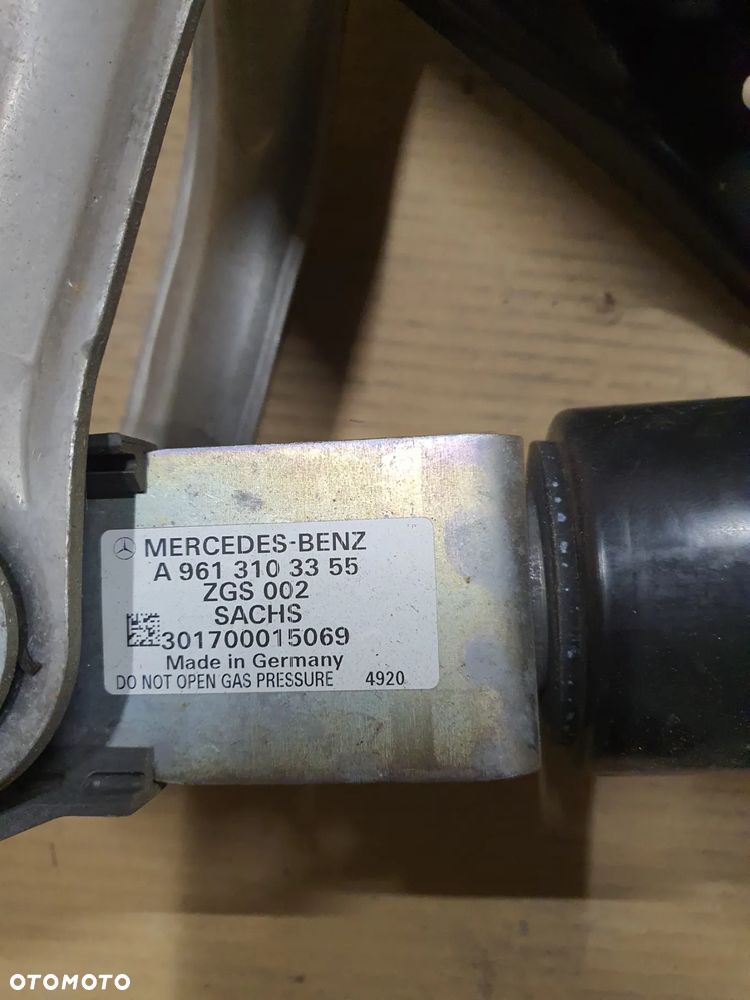 MERCEDES-BENZ
A 961 310 33 55
ZGS 002
SACHS
301700015069
Made in Germany
DO NOT OPEN GAS PRESSURE 4920
OTOMOTO